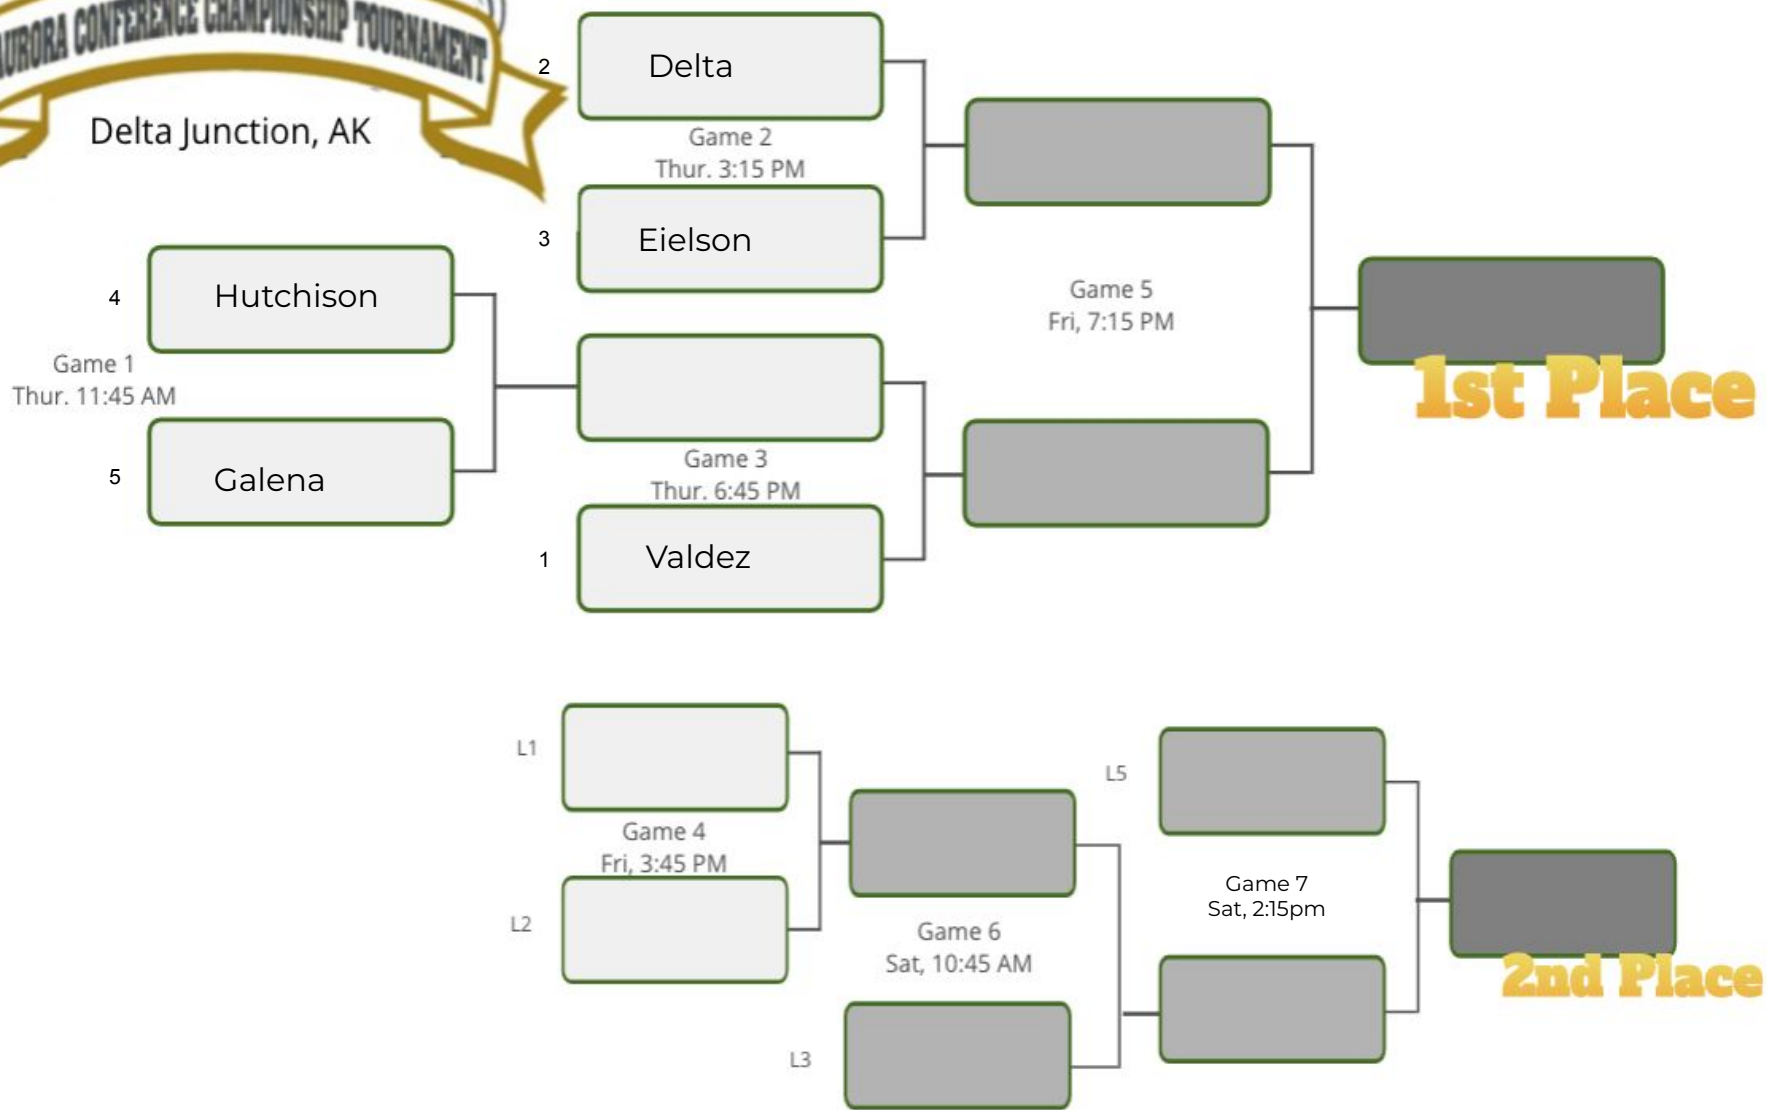 AURORA CONFERENCE CHAMPIONSHIP TOURNAMENT
Delta Junction, AK
2
Delta
Game 2
Thur. 3:15 PM
3
Eielson
4
Hutchison
Game 1
Thur. 11:45 AM
5
Galena
Game 3
Thur. 6:45 PM
1
Valdez
Game 5
Fri, 7:15 PM
1st Place
L1
Game 4
Fri, 3:45 PM
L2
Game 6
Sat, 10:45 AM
L3
L5
Game 7
Sat, 2:15pm
2nd Place